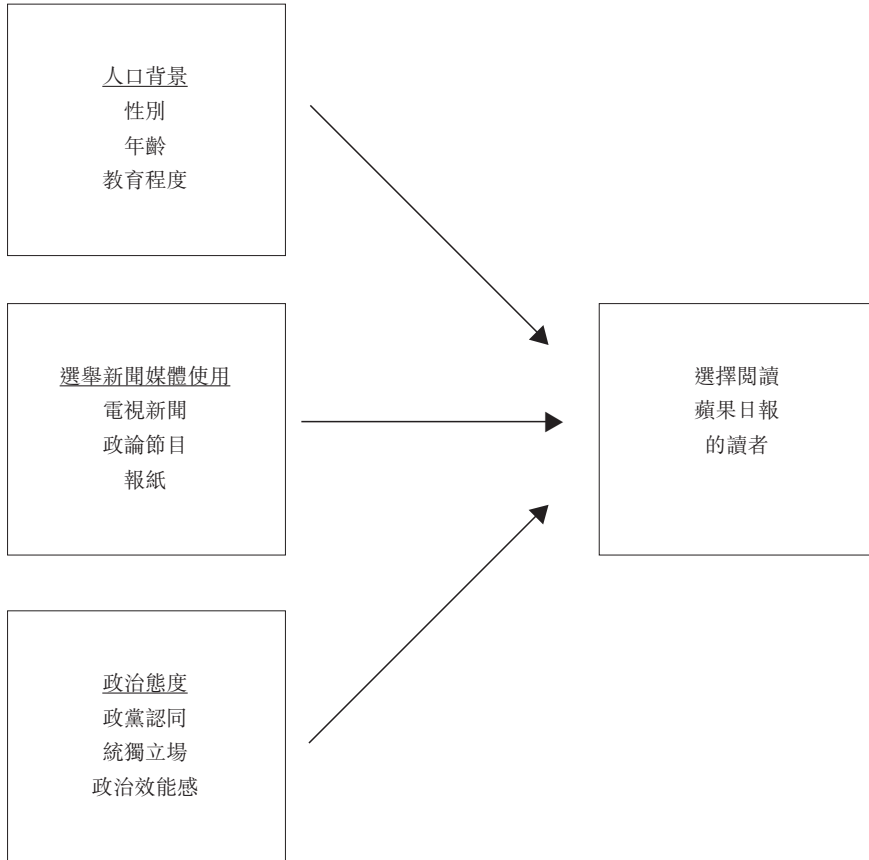 人口背景
性別
年齡
教育程度
選舉新聞媒體使用
電視新聞
政論節目
報紙
選擇閱讀
蘋果日報
的讀者
政治態度
政黨認同
統獨立場
政治效能感